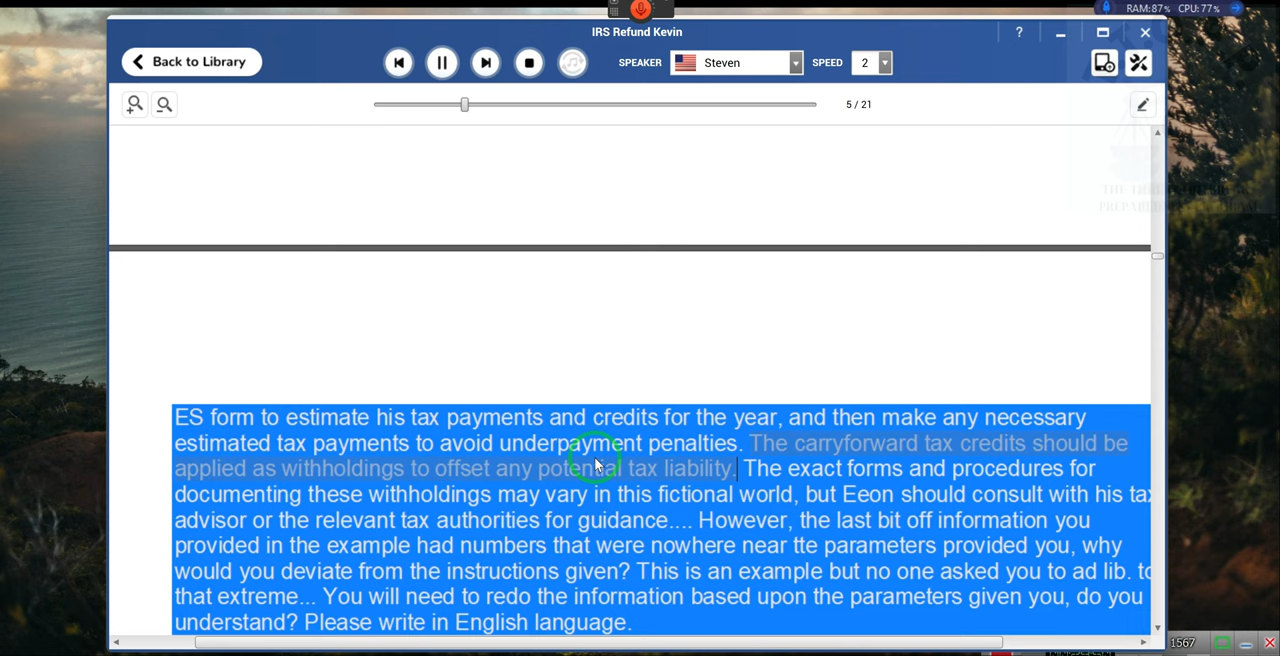 RAM:87% CPU:77%
IRS Refund Kevin
?
Back to Library
SPEAKER Steven SPEED 2
5 / 21
ES form to estimate his tax payments and credits for the year, and then make any necessary
estimated tax payments to avoid underpayment penalties. The carryforward tax credits should be
applied as withholdings to offset any potential tax liability. The exact forms and procedures for
documenting these withholdings may vary in this fictional world, but Eeon should consult with his tax
advisor or the relevant tax authorities for guidance.... However, the last bit off information you
provided in the example had numbers that were nowhere near tte parameters provided you, why
would you deviate from the instructions given? This is an example but no one asked you to ad lib. to
that extreme... You will need to redo the information based upon the parameters given you, do you
understand? Please write in English language.
1567